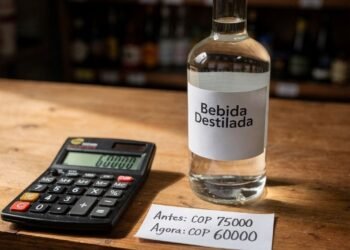 Bebida
Destilada
Antes: COP 75000
Agora: COP 60000